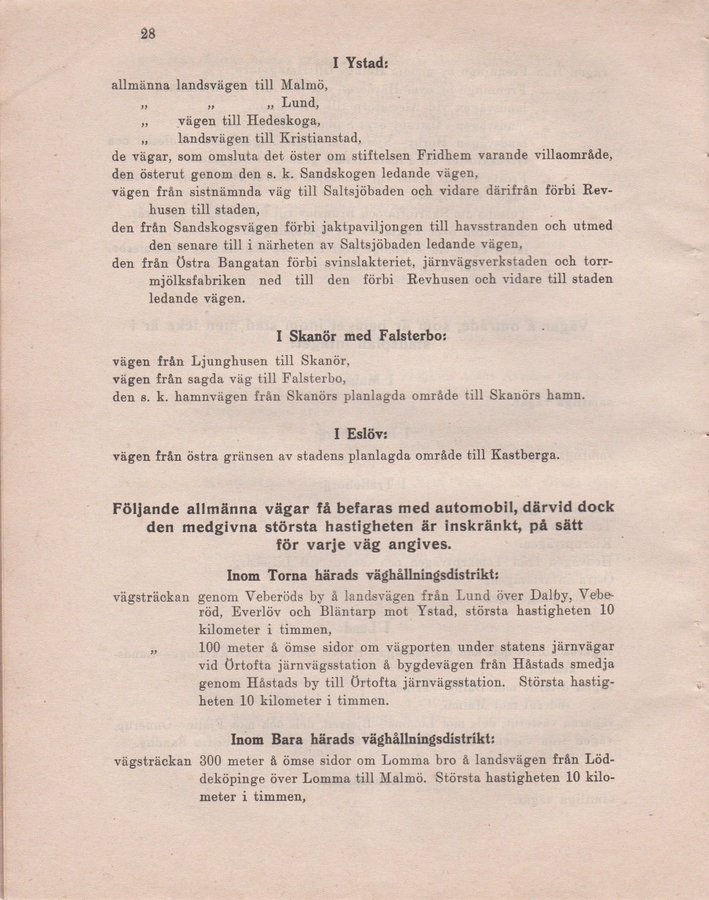 28
I Ystad:
allmänna landsvägen till Malmö,
„ „ „ Lund,
„ vägen till Hedeskoga,
„ landsvägen till Kristianstad,
de vägar, som omsluta det öster om stiftelsen Fridhem varande villaområde,
den österut genom den s. k. Sandskogen ledande vägen,
vägen från sistnämnda väg till Saltsjöbaden och vidare därifrån förbi Rev-
husen till staden,
den från Sandskogsvägen förbi jaktpaviljongen till havsstranden och utmed
den senare till i närheten av Saltsjöbaden ledande vägen,
den från Östra Bangatan förbi svinslakteriet, järnvägsverkstaden och torr-
mjölksfabriken ned till den förbi Revhusen och vidare till staden
ledande vägen.
I Skanör med Falsterbo:
vägen från Ljunghusen till Skanör,
vägen från sagda väg till Falsterbo,
den s. k. hamnvägen från Skanörs planlagda område till Skanörs hamn.
I Eslöv:
vägen från östra gränsen av stadens planlagda område till Kastberga.
Följande allmänna vägar få befaras med automobil, därvid dock
den medgivna största hastigheten är inskränkt, på sätt
för varje väg angives.
Inom Torna härads väghållningsdistrikt:
vägsträckan genom Veberöds by å landsvägen från Lund över Dalby, Vebe-
röd, Everlöv och Bläntarp mot Ystad, största hastigheten 10
kilometer i timmen,
„ 100 meter å ömse sidor om vägporten under statens järnvägar
vid Örtofta järnvägsstation å bygdevägen från Håstads smedja
genom Håstads by till Örtofta järnvägsstation. Största hastig-
heten 10 kilometer i timmen.
Inom Bara härads väghållningsdistrikt:
vägsträckan 300 meter å ömse sidor om Lomma bro å landsvägen från Löd-
deköpinge över Lomma till Malmö. Största hastigheten 10 kilo-
meter i timmen,